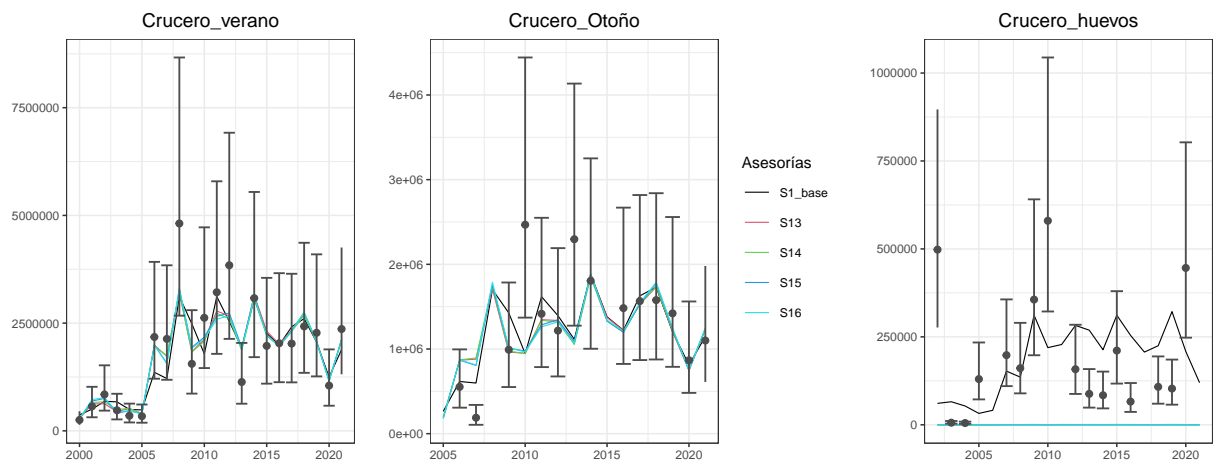 Crucero_verano
7500000
5000000
2500000
0
2000 2005 2010 2015 2020
Crucero_Otoño
4e+06
3e+06
2e+06
1e+06
0e+00
2005 2010 2015 2020
Asesorías
S1_base
S13
S14
S15
S16
Crucero_huevos
1000000
750000
500000
250000
0
2005 2010 2015 2020